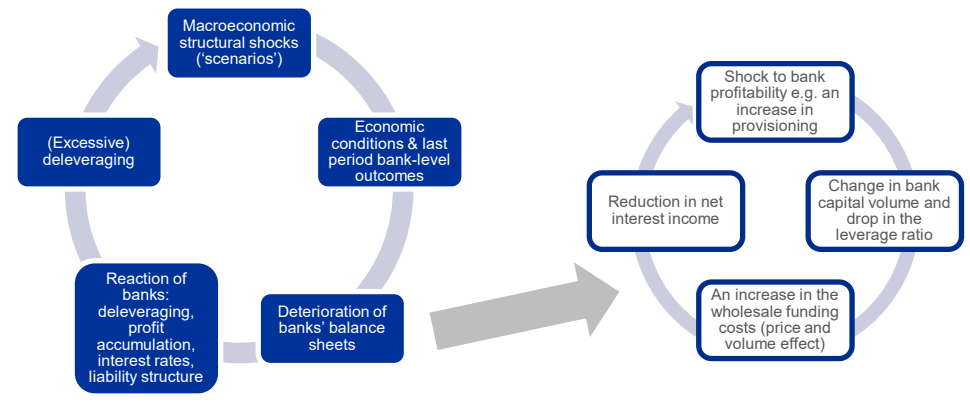 Macroeconomic
structural shocks
(‘scenarios’)
Economic
conditions & last
period bank-level
outcomes
Deterioration of
banks’ balance
sheets
Reaction of
banks:
deleveraging,
profit
accumulation,
interest rates,
liability structure
(Excessive)
deleveraging
Shock to bank
profitability e.g. an
increase in
provisioning
Change in bank
capital volume and
drop in the
leverage ratio
An increase in the
wholesale funding
costs (price and
volume effect)
Reduction in net
interest income